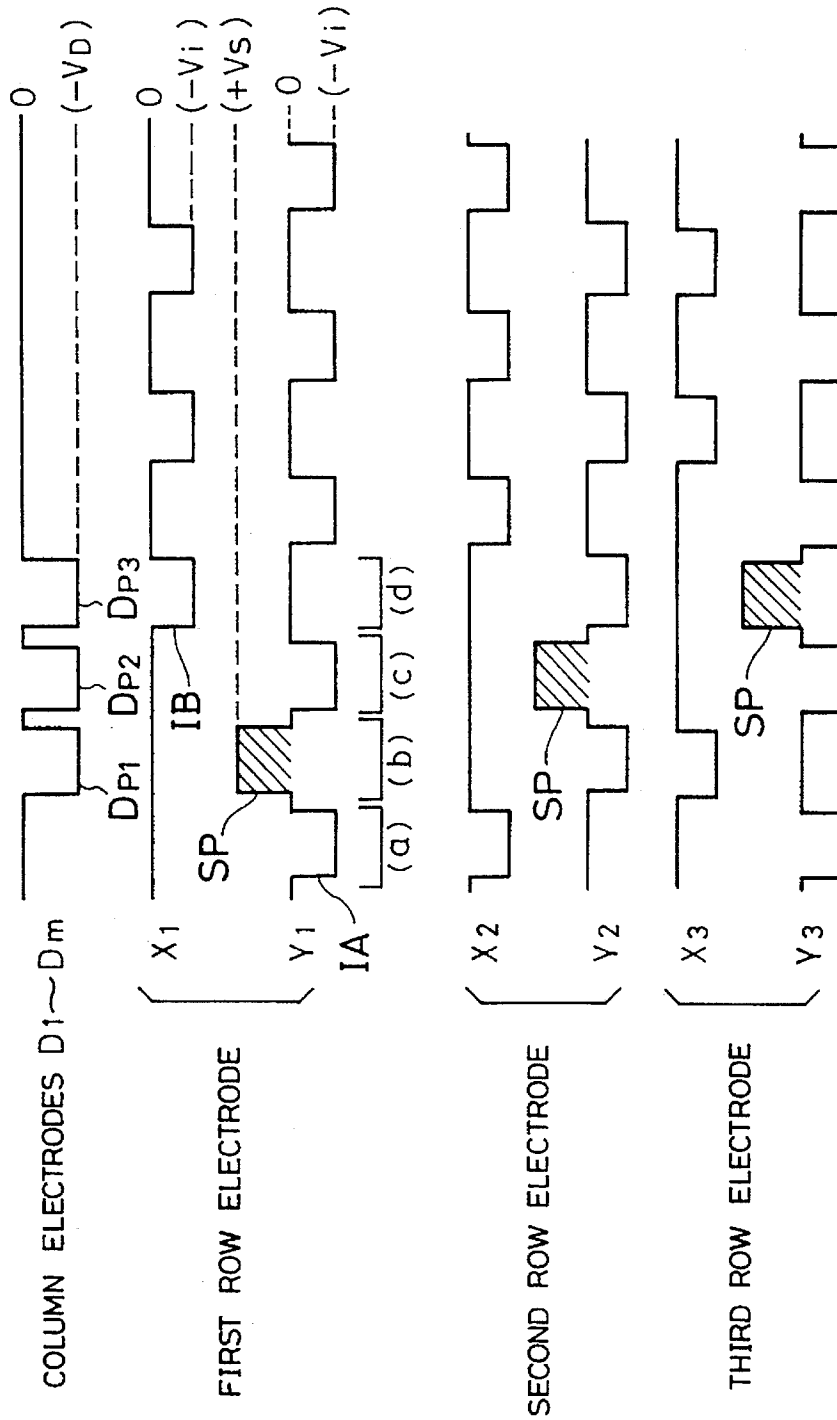 COLUMN ELECTRODES D1~Dm
0
(-VD)
DP1
DP2
DP3
FIRST ROW ELECTRODE
X1
0
(-Vi)
IB
(+Vs)
SP
Y1
0
(-Vi)
IA
(a)
(b)
(c)
(d)
SECOND ROW ELECTRODE
X2
SP
Y2
THIRD ROW ELECTRODE
X3
SP
Y3